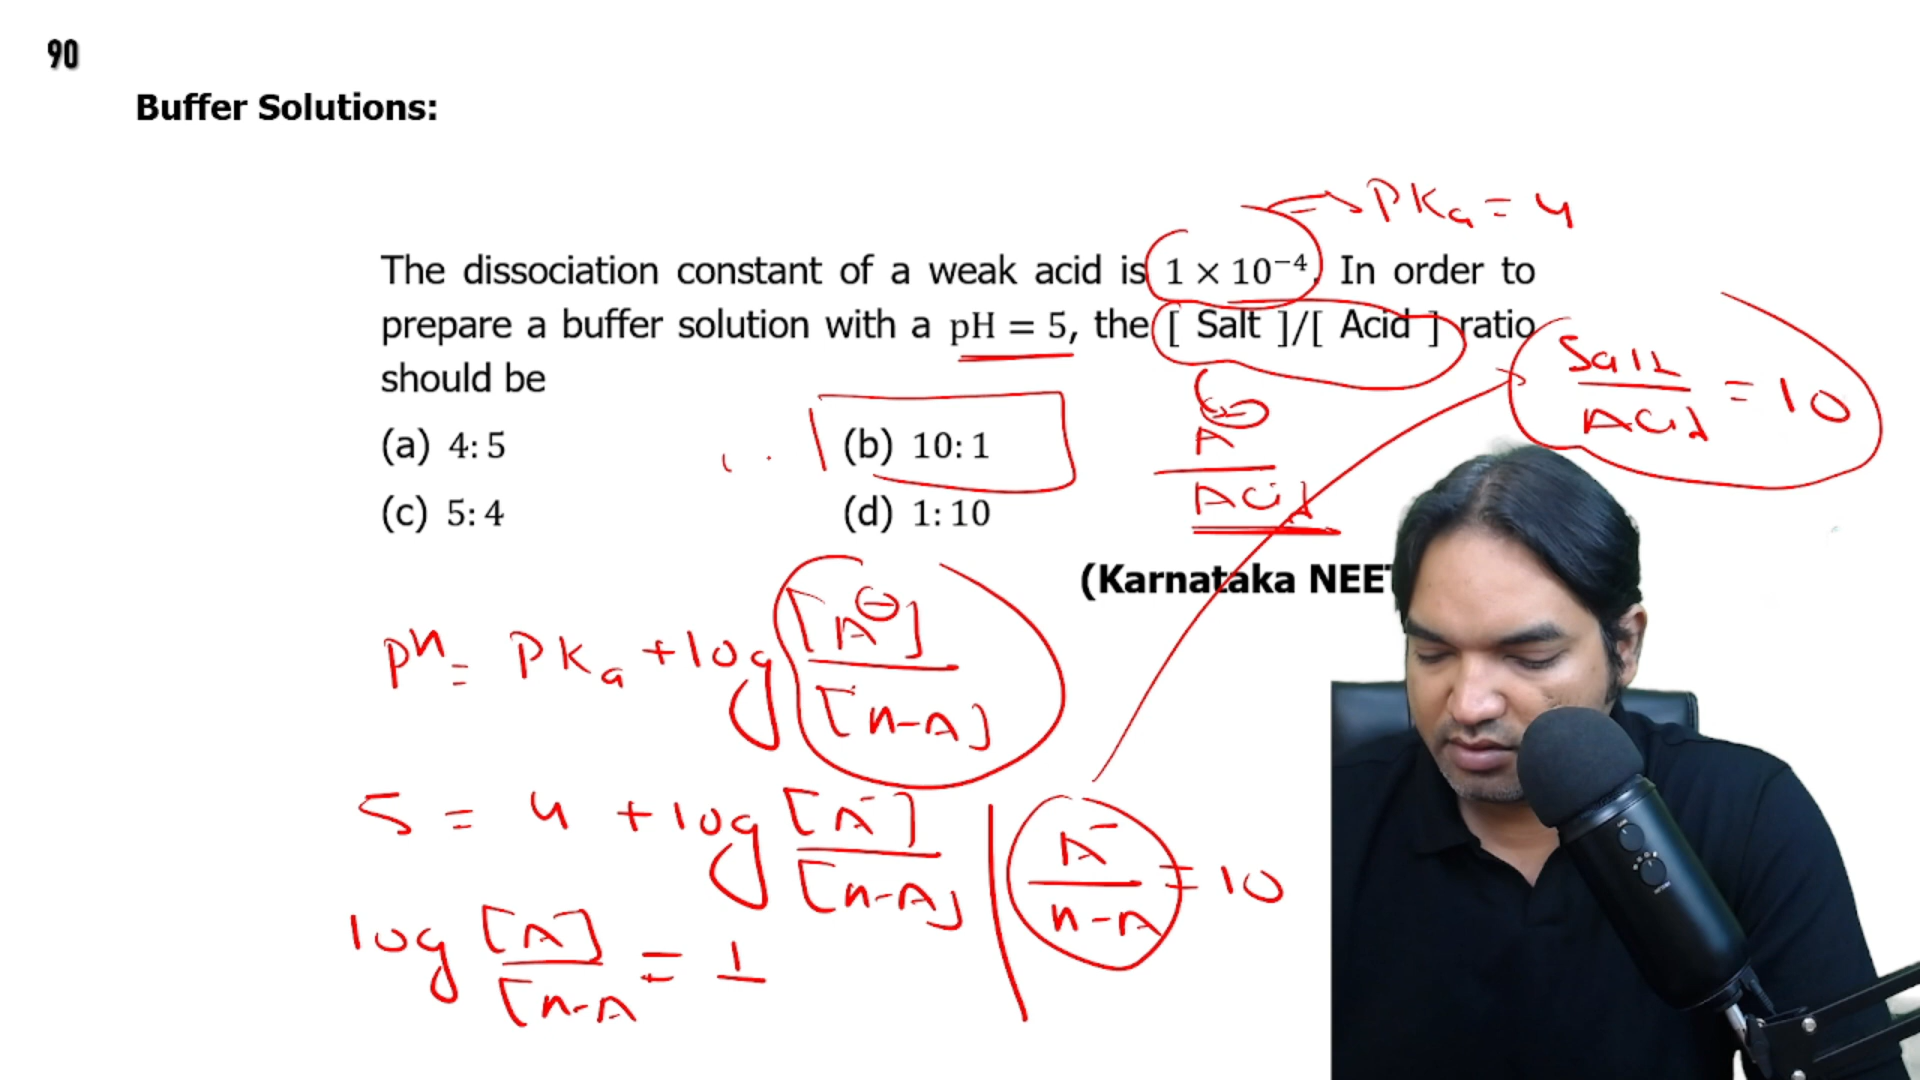 90
Buffer Solutions:
PKa = 4
The dissociation constant of a weak acid is 1 × 10⁻⁴. In order to
prepare a buffer solution with a pH = 5, the [ Salt ]/[ Acid ] ratio
should be
Salt
Acid
= 10
(a) 4: 5
(b) 10: 1
(c) 5: 4
(d) 1: 10
A⊖
Acid
(Karnataka NEET
pH = PKa + log [A⊖]/[H-A]
5 = 4 + log [A⁻]/[H-A]
log [A⁻]/[H-A = 1
A⁻/H-A = 10